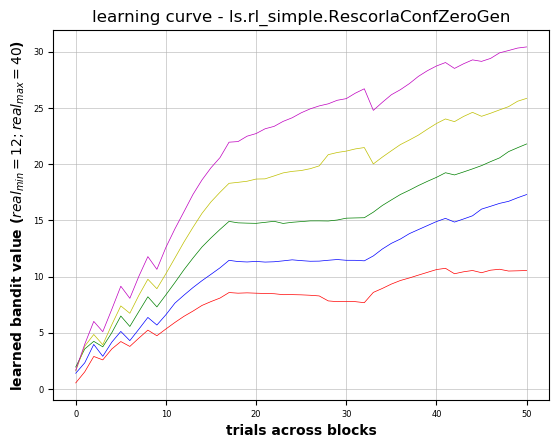 learning curve - ls.rl_simple.RescorlaConfZeroGen
learned bandit value (real_min = 12; real_max = 40)
30
25
20
15
10
5
0
0 10 20 30 40 50
trials across blocks